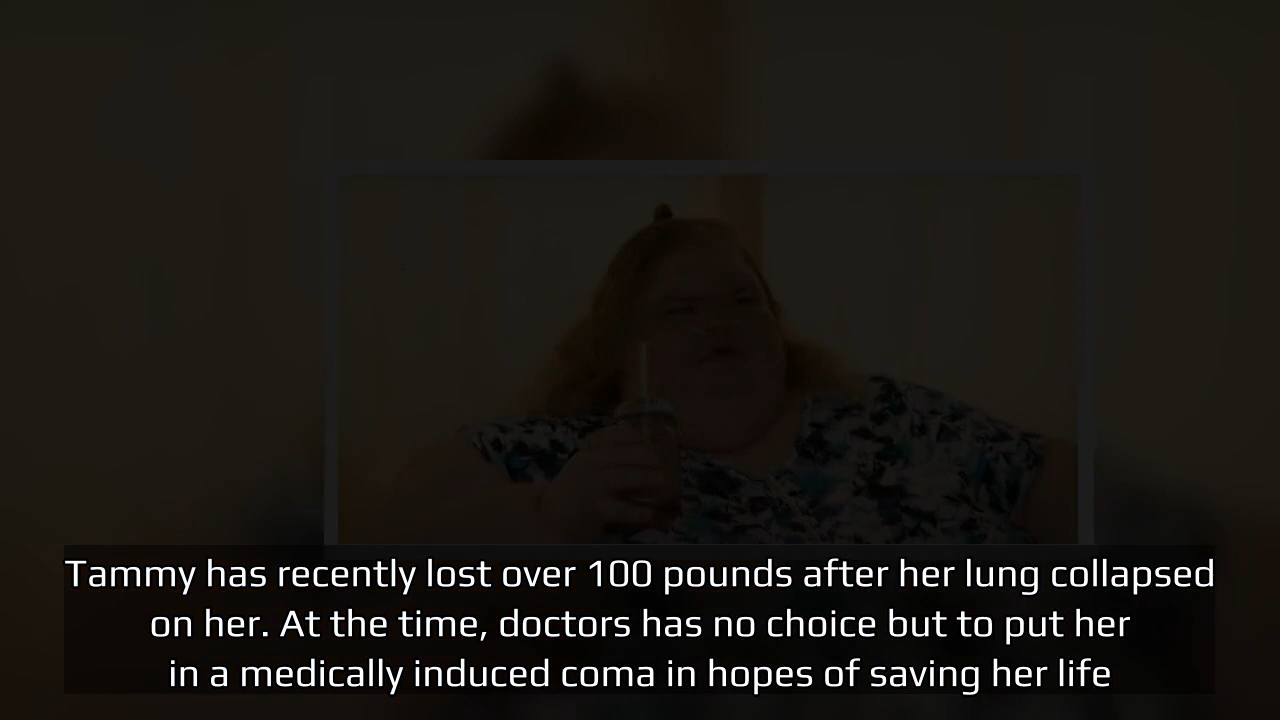 Tammy has recently lost over 100 pounds after her lung collapsed
on her. At the time, doctors has no choice but to put her
in a medically induced coma in hopes of saving her life